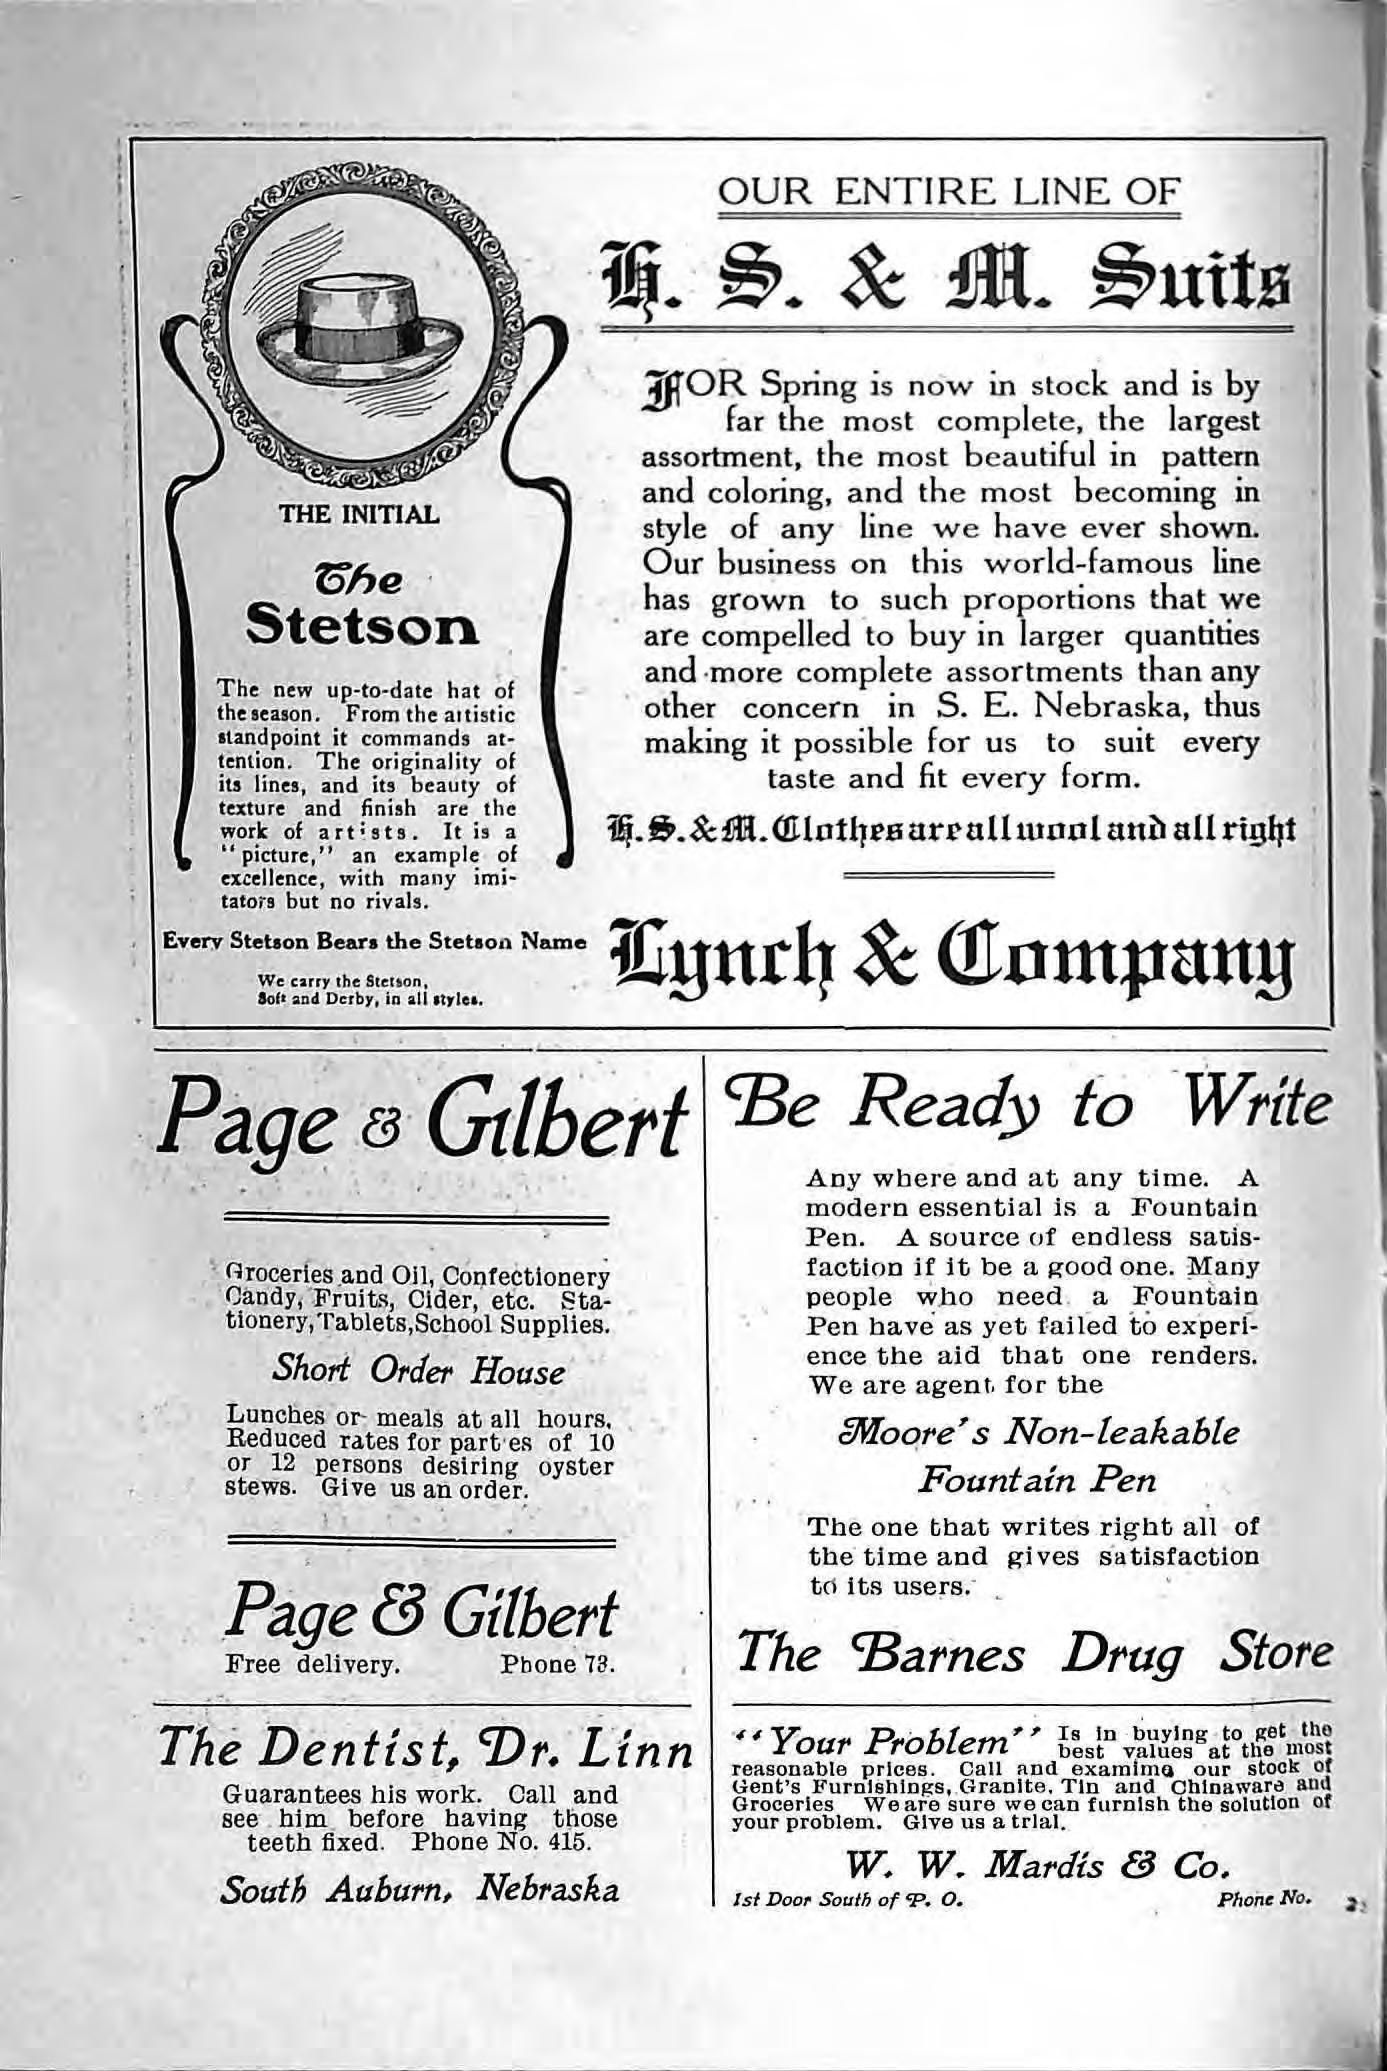 THE INITIAL
The
Stetson
The new up-to-date hat of
the season. From the artistic
standpoint it commands at-
tention. The originality of
its lines, and its beauty of
texture and finish are the
work of artists. It is a
"picture," an example of
excellence, with many imi-
tators but no rivals.
Every Stetson Bears the Stetson Name
We carry the Stetson,
Soft and Derby, in all styles.
OUR ENTIRE LINE OF
H. S. & M. Suits
FOR Spring is now in stock and is by
far the most complete, the largest
assortment, the most beautiful in pattern
and coloring, and the most becoming in
style of any line we have ever shown.
Our business on this world-famous line
has grown to such proportions that we
are compelled to buy in larger quantities
and more complete assortments than any
other concern in S. E. Nebraska, thus
making it possible for us to suit every
taste and fit every form.
H. S. & M. Clothes are all wool and all right
Lynch & Company
Page & Gilbert
Groceries and Oil, Confectionery
Candy, Fruits, Cider, etc. Sta-
tionery, Tablets, School Supplies.
Short Order House
Lunches or meals at all hours.
Reduced rates for part'es of 10
or 12 persons desiring oyster
stews. Give us an order.
Page & Gilbert
Free delivery. Phone 73.
The Dentist, Dr. Linn
Guarantees his work. Call and
see him before having those
teeth fixed. Phone No. 415.
South Auburn, Nebraska
Be Ready to Write
Any where and at any time. A
modern essential is a Fountain
Pen. A source of endless satis-
faction if it be a good one. Many
people who need a Fountain
Pen have as yet failed to experi-
ence the aid that one renders.
We are agent for the
Moore's Non-leakable
Fountain Pen
The one that writes right all of
the time and gives satisfaction
to its users.
The Barnes Drug Store
"Your Problem" Is in buying to get the
best values at the most
reasonable prices. Call and examine our stock of
Gent's Furnishings, Granite, Tin and Chinaware and
Groceries We are sure we can furnish the solution of
your problem. Give us a trial.
W. W. Mardis & Co.
1st Door South of P. O. Phone No.